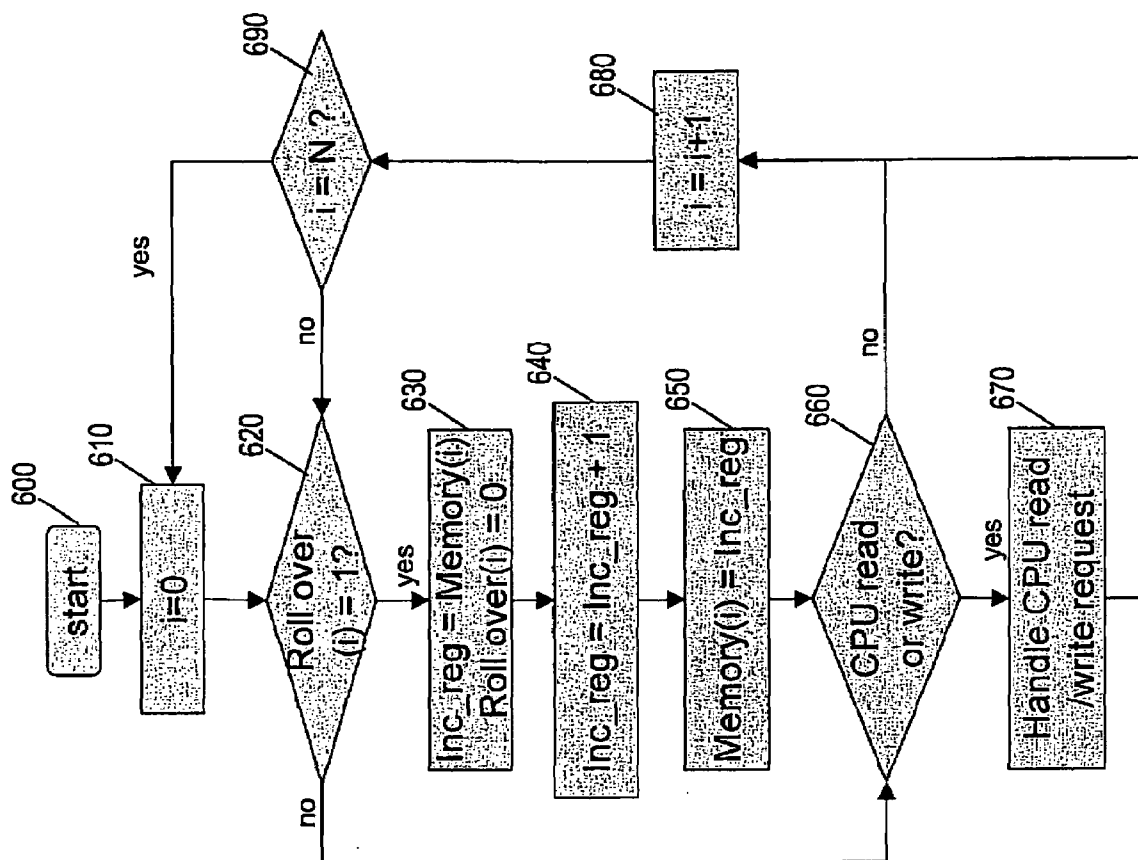 600
start
610
i=0
620
Roll over
(i) = 1?
no
yes
630
Inc_reg = Memory(i)
Roll over(i) = 0
640
Inc_reg = Inc_reg + 1
650
Memory(i) = Inc_reg
660
CPU read
or write?
no
yes
670
Handle CPU read
/write request
680
i = i+1
690
i = N ?
no
yes